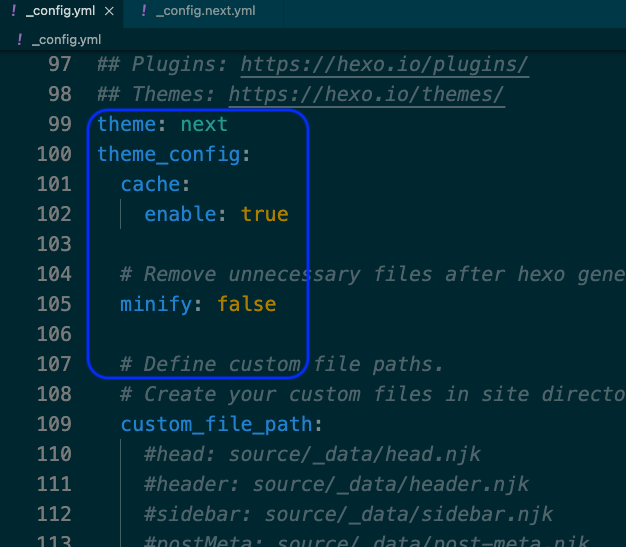 ! _config.yml × ! _config.next.yml
! _config.yml
97 ## Plugins: https://hexo.io/plugins/
98 ## Themes: https://hexo.io/themes/
99 theme: next
100 theme_config:
101 cache:
102 enable: true
103
104 # Remove unnecessary files after hexo gene
105 minify: false
106
107 # Define custom file paths.
108 # Create your custom files in site directo
109 custom_file_path:
110 #head: source/_data/head.njk
111 #header: source/_data/header.njk
112 #sidebar: source/_data/sidebar.njk
113 #postMeta: source/_data/post-meta.njk